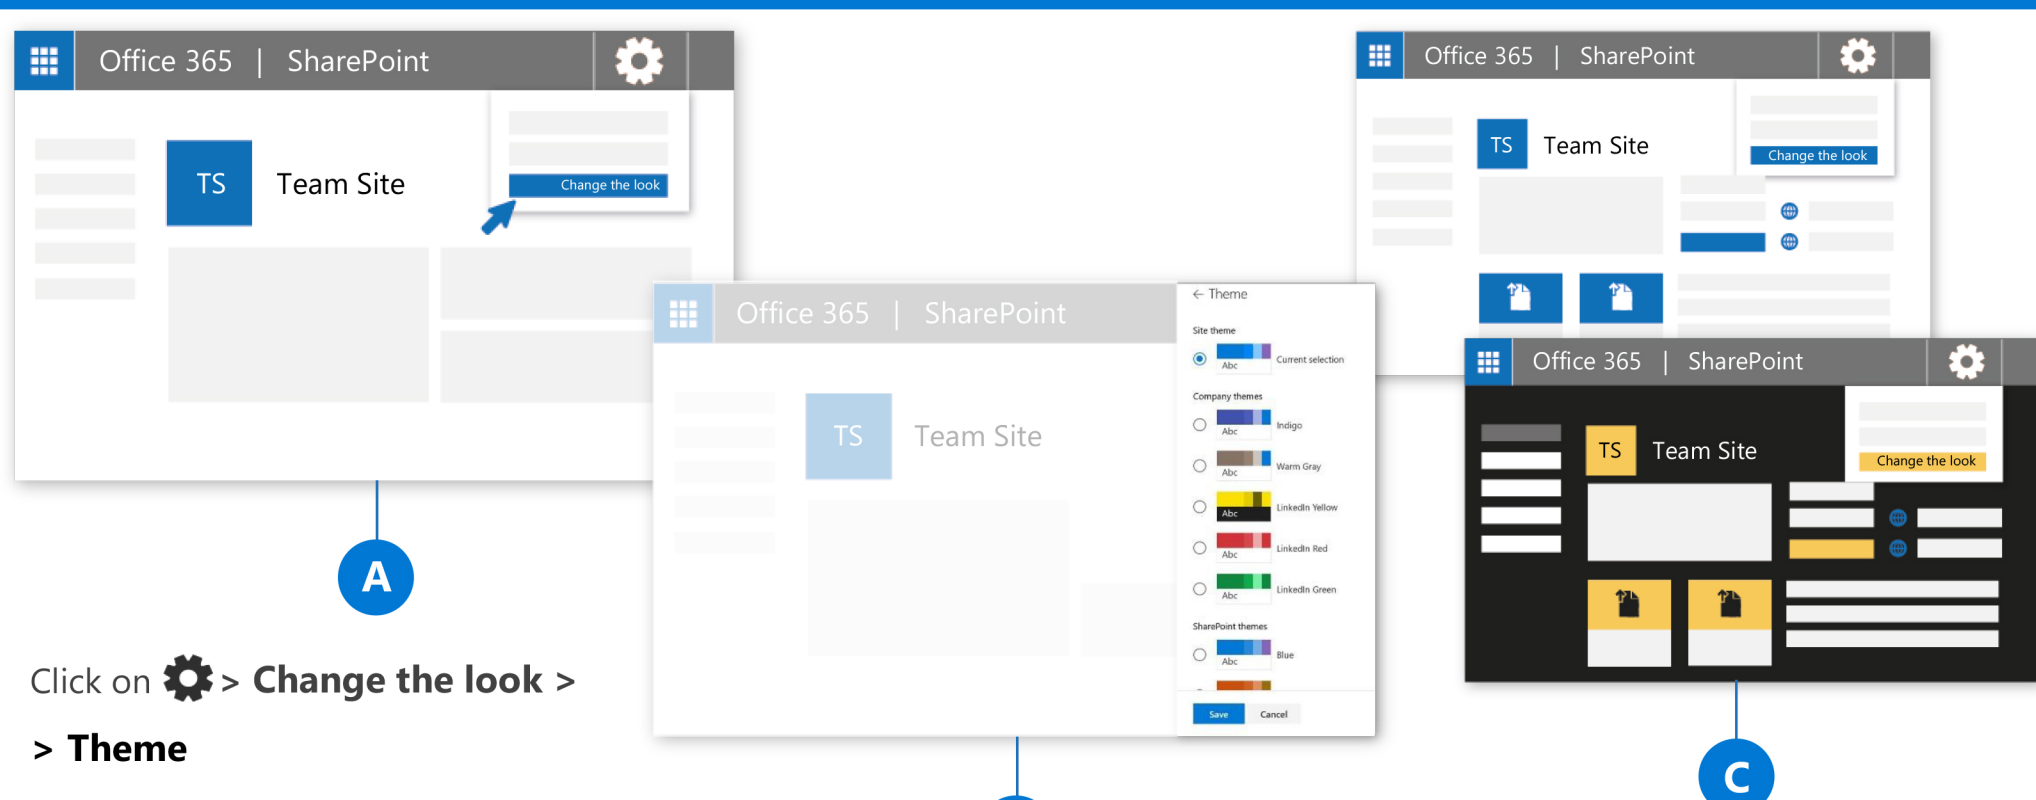 Office 365 | SharePoint
TS
Team Site
Change the look
A
Click on > Change the look >
> Theme
Office 365 | SharePoint
TS
Team Site
← Theme
Site theme
Abc
Current selection
Company themes
Abc
Indigo
Abc
Warm Gray
Abc
LinkedIn Yellow
Abc
LinkedIn Red
Abc
LinkedIn Green
SharePoint themes
Abc
Blue
Save
Cancel
Office 365 | SharePoint
TS
Team Site
Change the look
Office 365 | SharePoint
TS
Team Site
Change the look
C